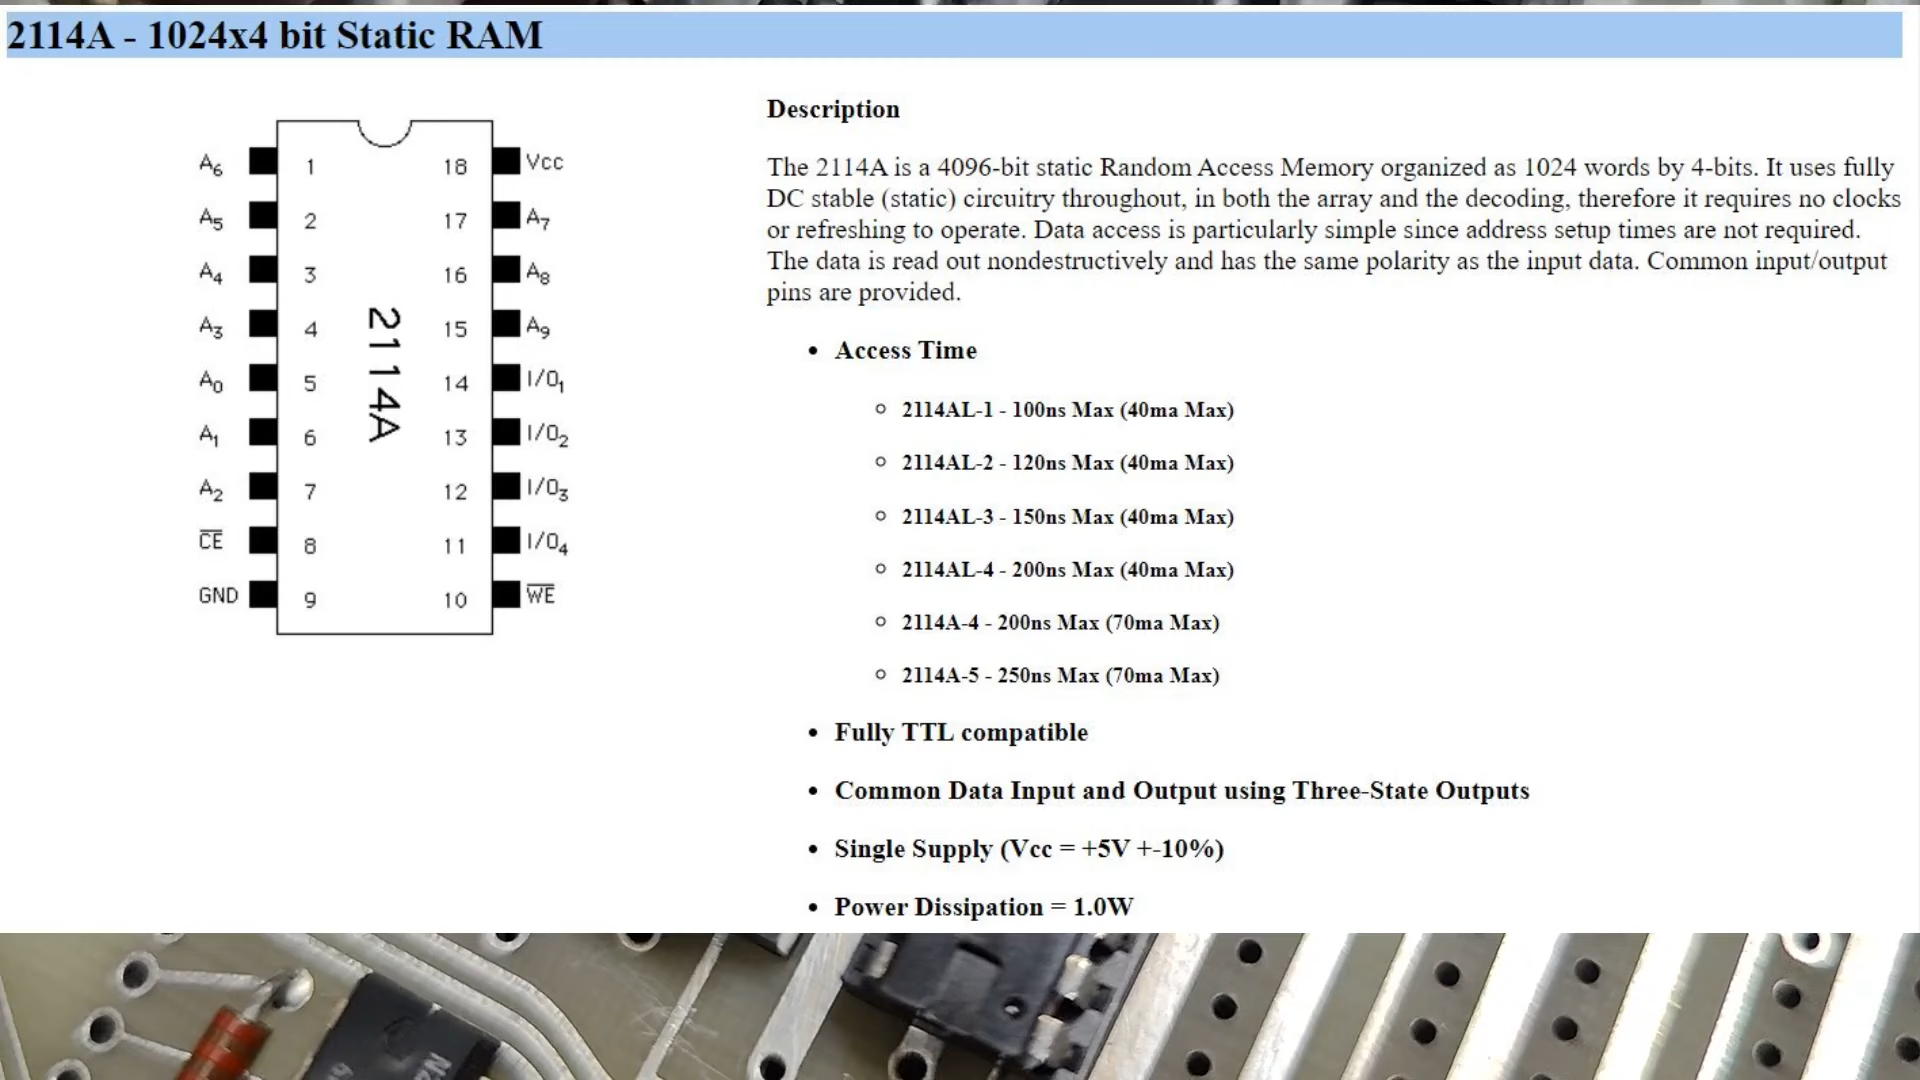 2114A - 1024x4 bit Static RAM
A6 1 18 Vcc
A5 2 17 A7
A4 3 16 A8
A3 4 15 A9
A0 5 14 I/O1
A1 6 13 I/O2
A2 7 12 I/O3
CE 8 11 I/O4
GND 9 10 WE
2114A
Description
The 2114A is a 4096-bit static Random Access Memory organized as 1024 words by 4-bits. It uses fully
DC stable (static) circuitry throughout, in both the array and the decoding, therefore it requires no clocks
or refreshing to operate. Data access is particularly simple since address setup times are not required.
The data is read out nondestructively and has the same polarity as the input data. Common input/output
pins are provided.
• Access Time
○ 2114AL-1 - 100ns Max (40ma Max)
○ 2114AL-2 - 120ns Max (40ma Max)
○ 2114AL-3 - 150ns Max (40ma Max)
○ 2114AL-4 - 200ns Max (40ma Max)
○ 2114A-4 - 200ns Max (70ma Max)
○ 2114A-5 - 250ns Max (70ma Max)
• Fully TTL compatible
• Common Data Input and Output using Three-State Outputs
• Single Supply (Vcc = +5V +-10%)
• Power Dissipation = 1.0W